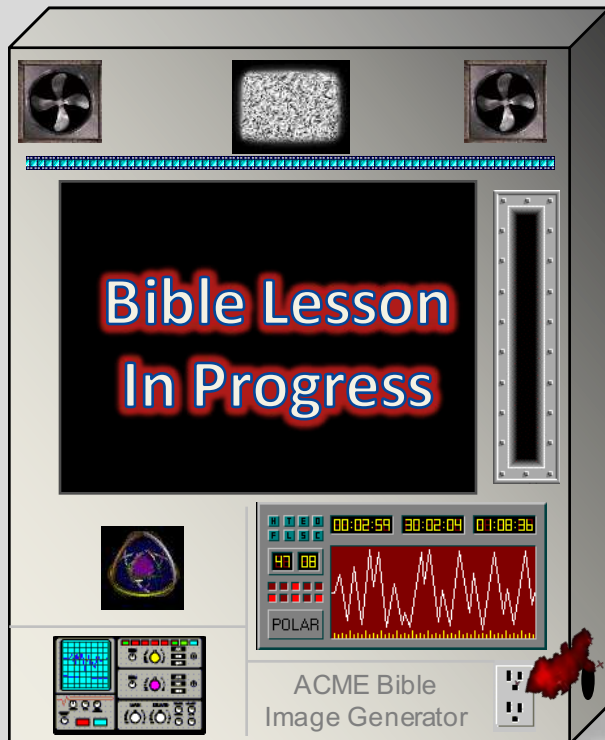 Bible Lesson
In Progress
H T E D
F L S C
00:02:59 30:02:04 01:08:36
47 08
POLAR
ACME Bible
Image Generator